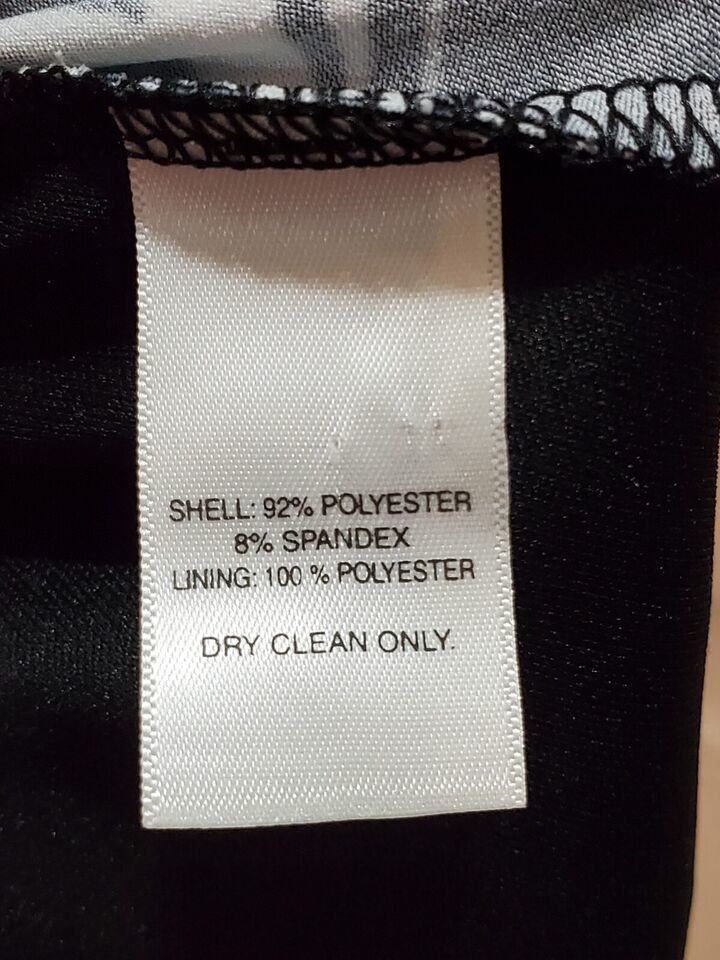 SHELL: 92% POLYESTER
8% SPANDEX
LINING: 100 % POLYESTER
DRY CLEAN ONLY.